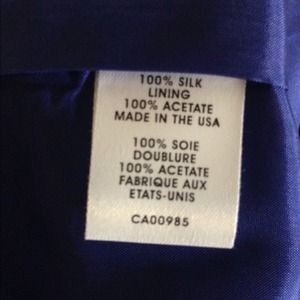 100% SILK
LINING
100% ACETATE
MADE IN THE USA
100% SOIE
DOUBLURE
100% ACETATE
FABRIQUE AUX
ETATS-UNIS
CA00985